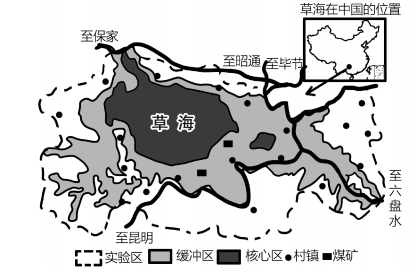 草海在中国的位置
至保家
至昭通
至毕节
草海
至六盘水
至昆明
实验区 缓冲区 核心区 村镇 煤矿